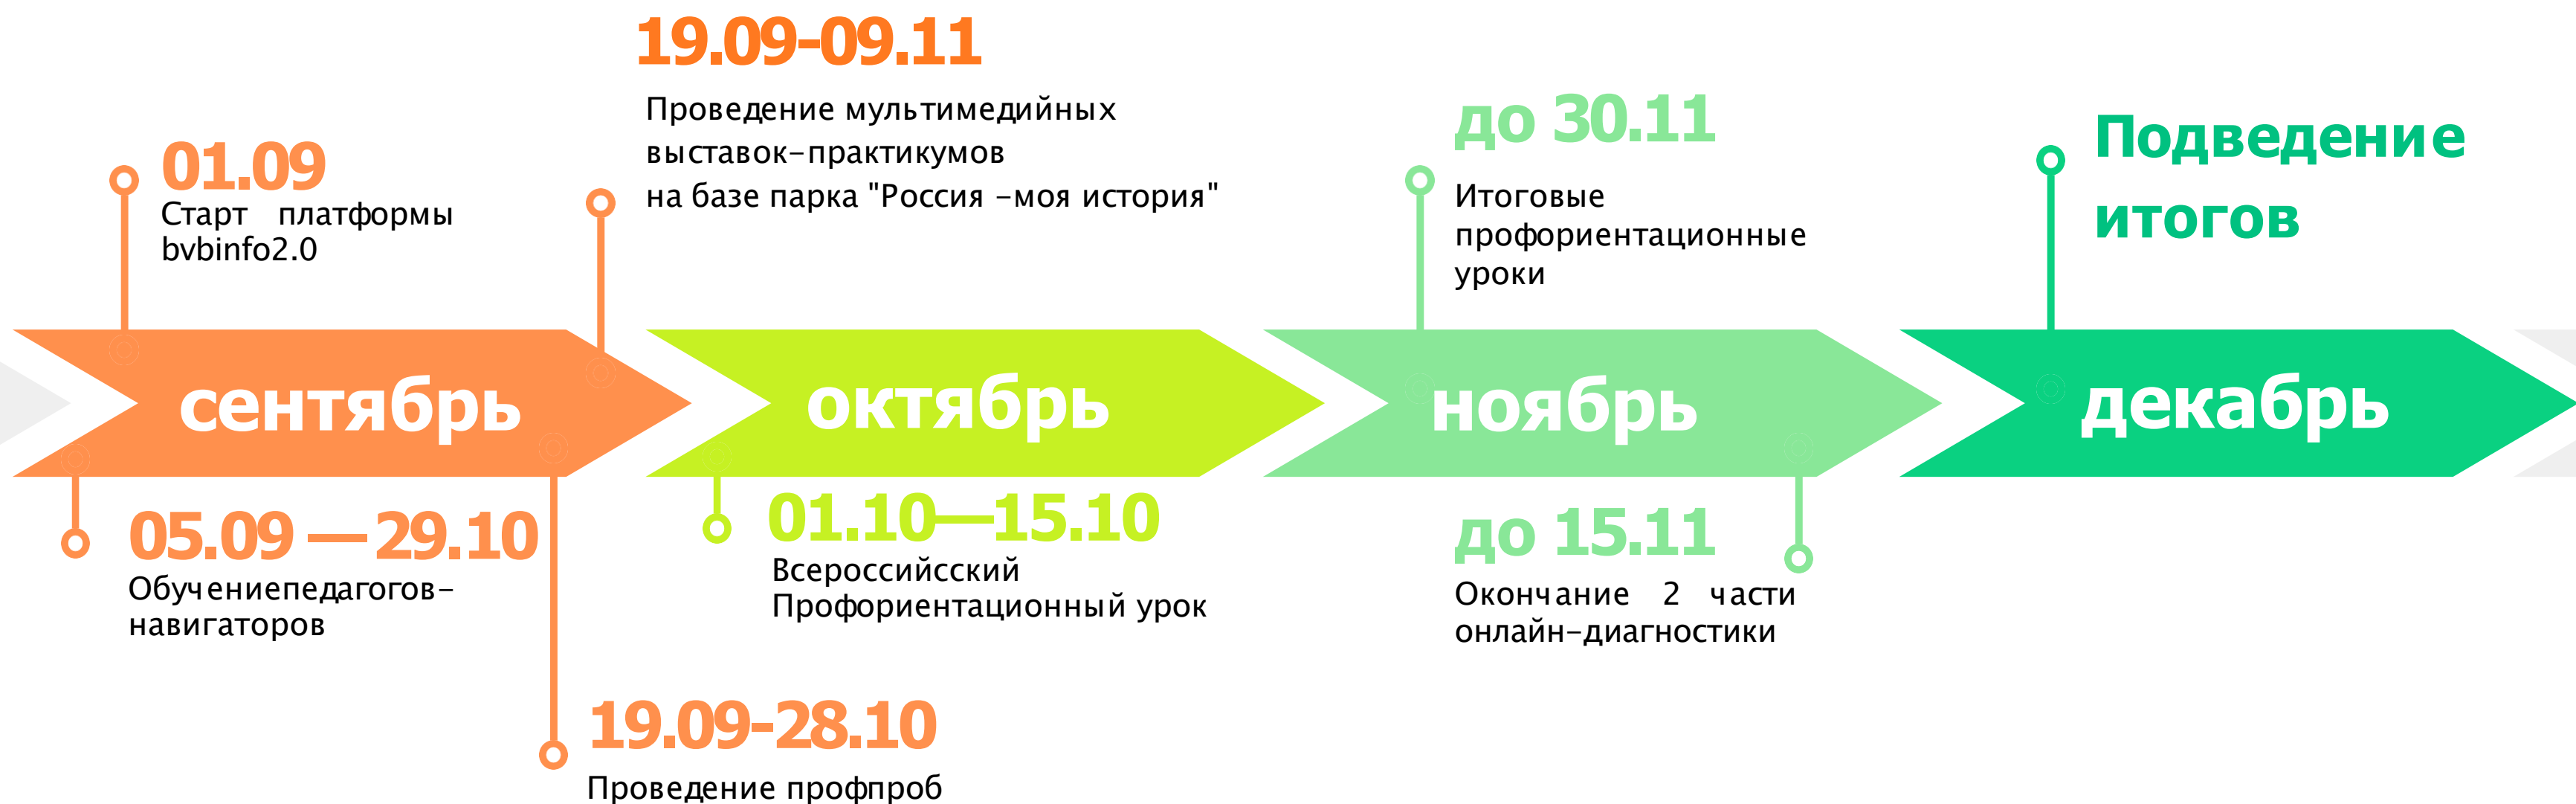 19.09-09.11
Проведение мультимедийных
выставок-практикумов
на базе парка "Россия -моя история"
01.09
Старт платформы
bvbinfo2.0
до 30.11
Итоговые
профориентационные
уроки
Подведение
итогов
сентябрь
октябрь
ноябрь
декабрь
05.09 —29.10
Обучениепедагогов-
навигаторов
01.10—15.10
Всероссийсский
Профориентационный урок
до 15.11
Окончание 2 части
онлайн-диагностики
19.09-28.10
Проведение профпроб